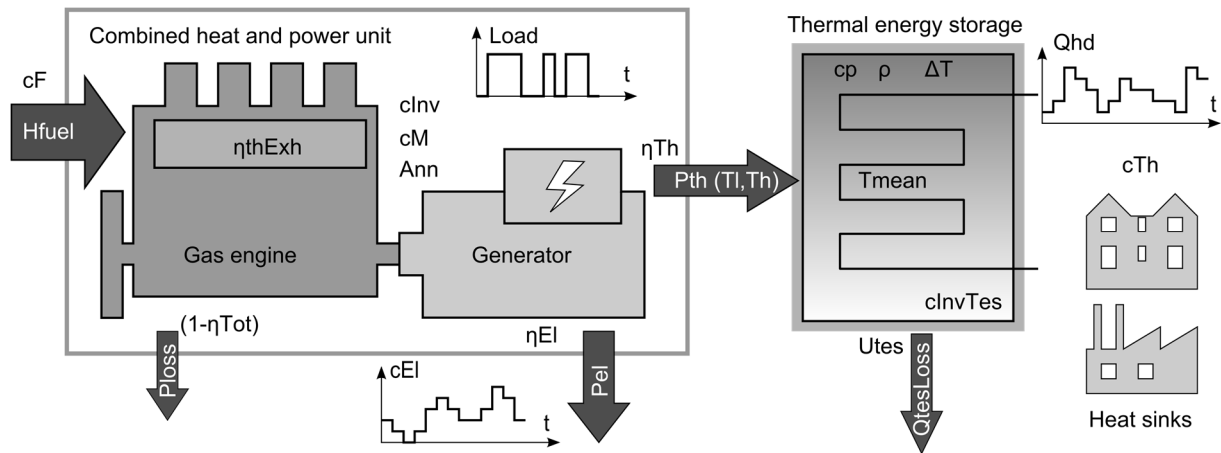 Combined heat and power unit
Load
t
Thermal energy storage
Qhd
t
cF
Hfuel
ηthExh
cInv
cM
Ann
cp ρ ΔT
ηTh
Pth (Tl,Th)
Tmean
cTh
Gas engine
Generator
cInvTes
(1-ηTot)
Ploss
ηEl
Pel
cEl
t
Utes
QtesLoss
Heat sinks